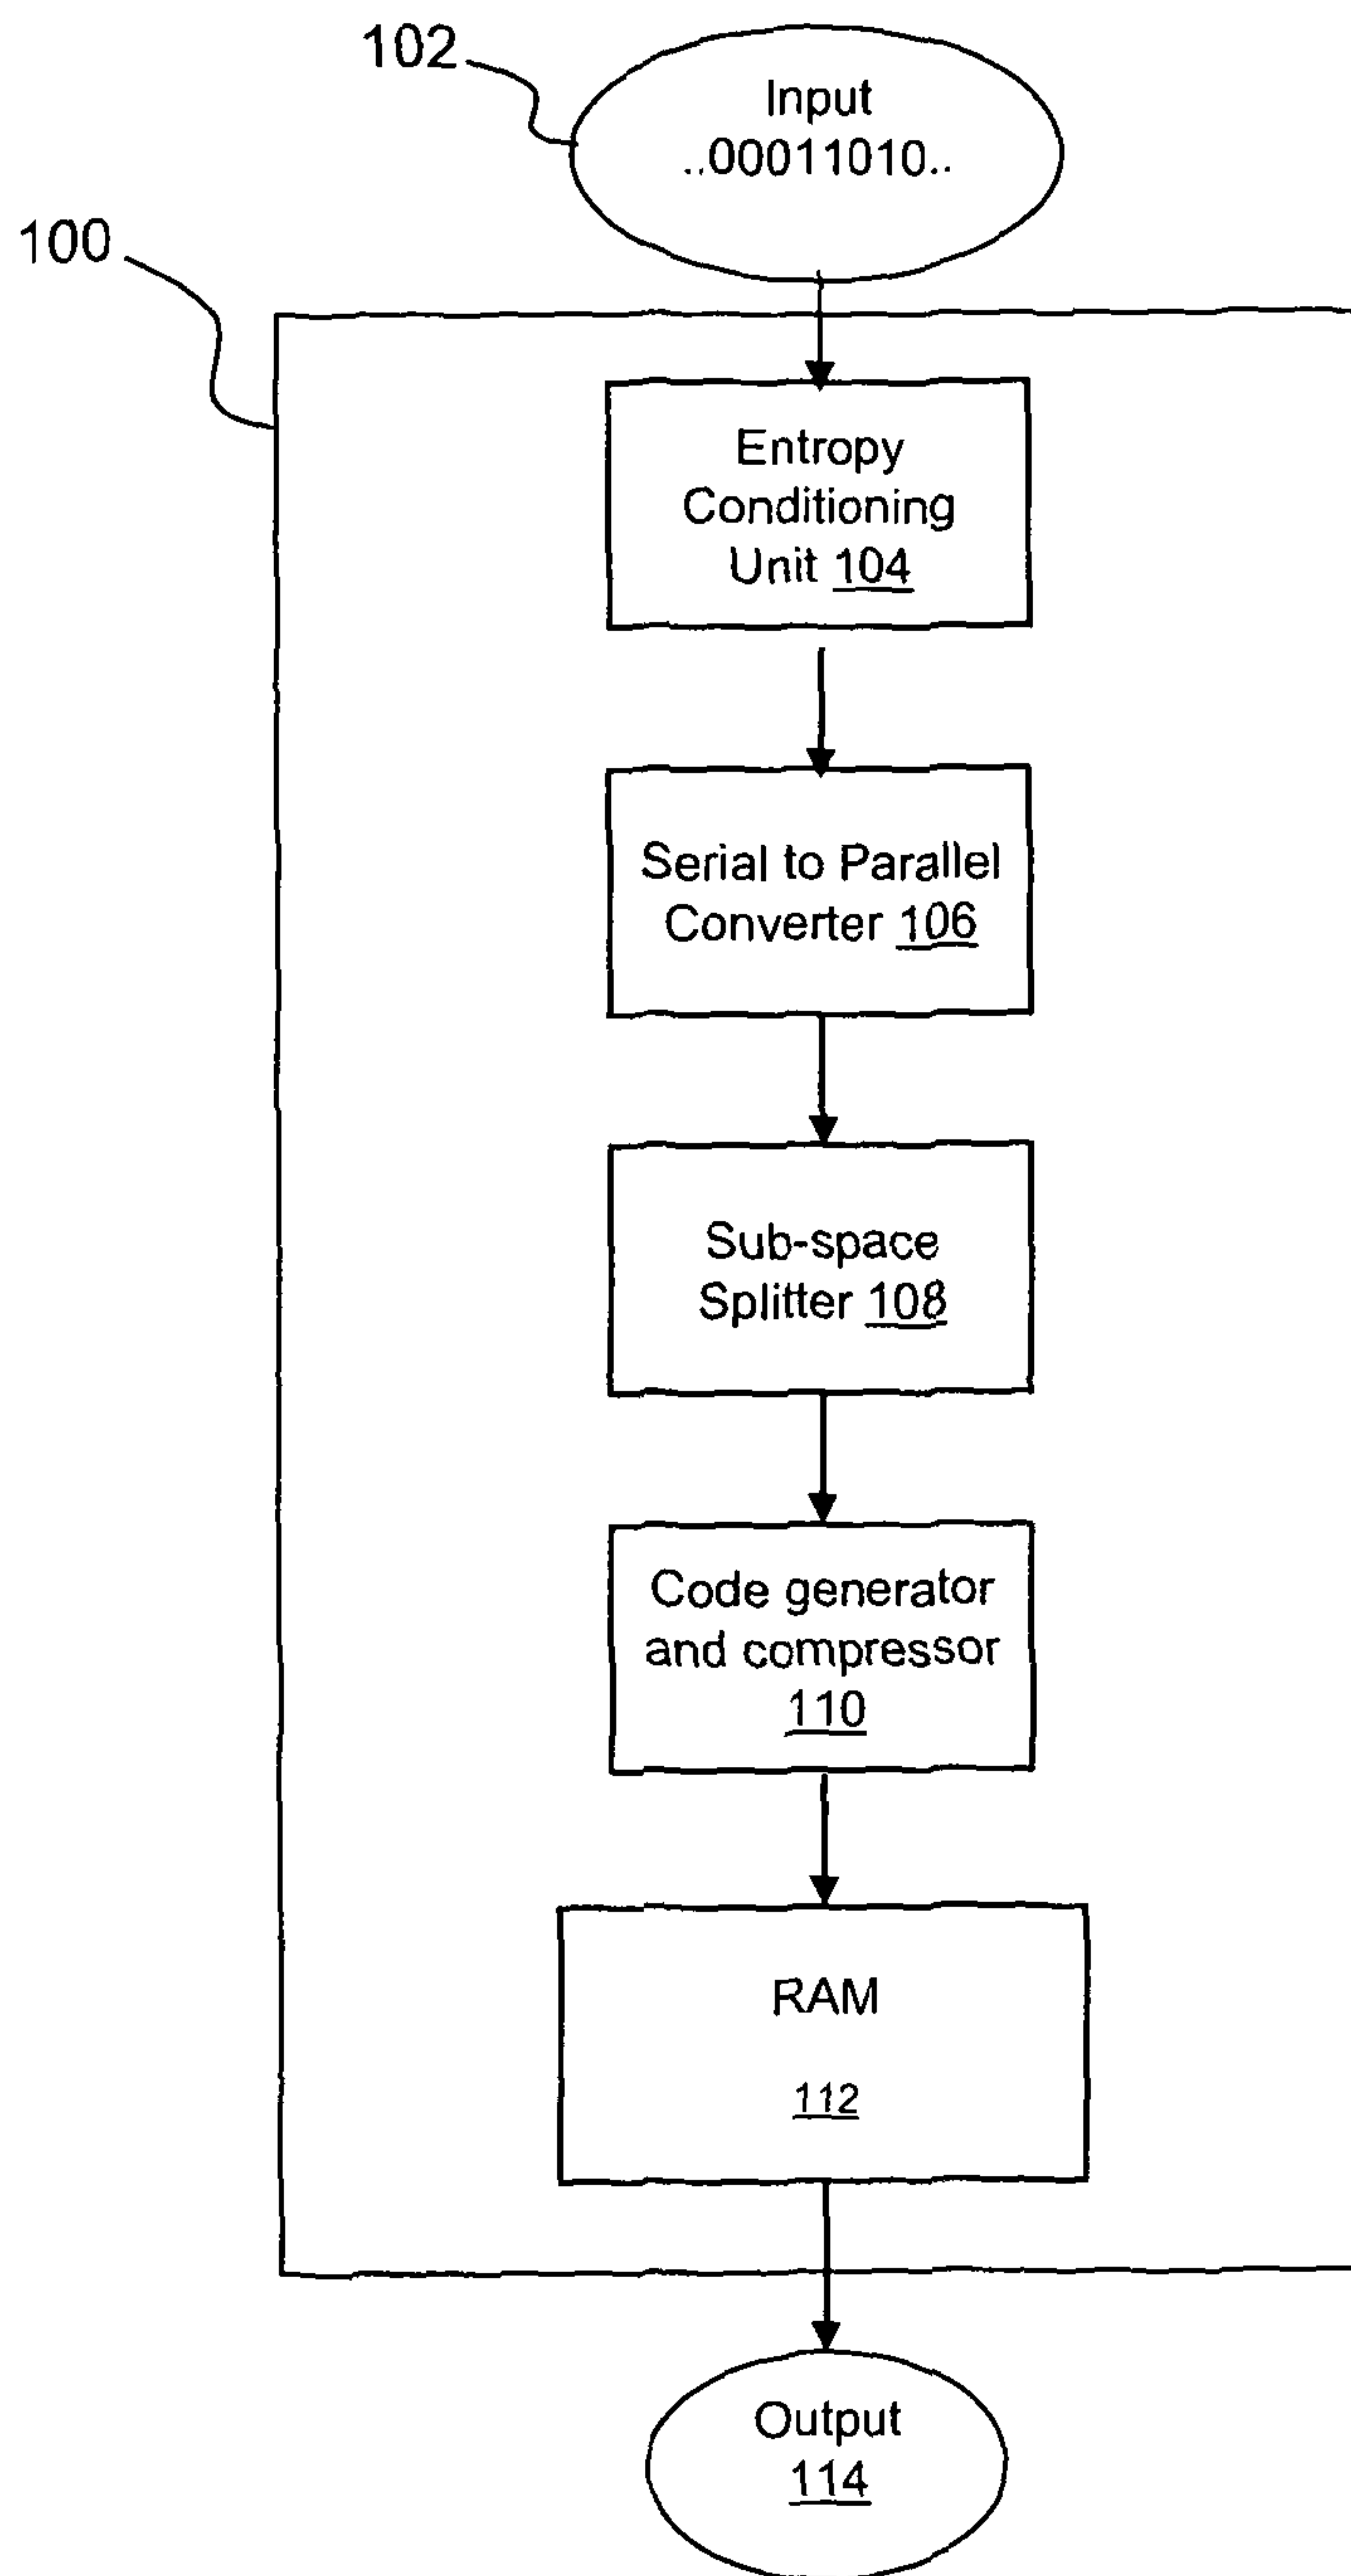 102
Input
..00011010..
100
Entropy
Conditioning
Unit 104
Serial to Parallel
Converter 106
Sub-space
Splitter 108
Code generator
and compressor
110
RAM
112
Output
114